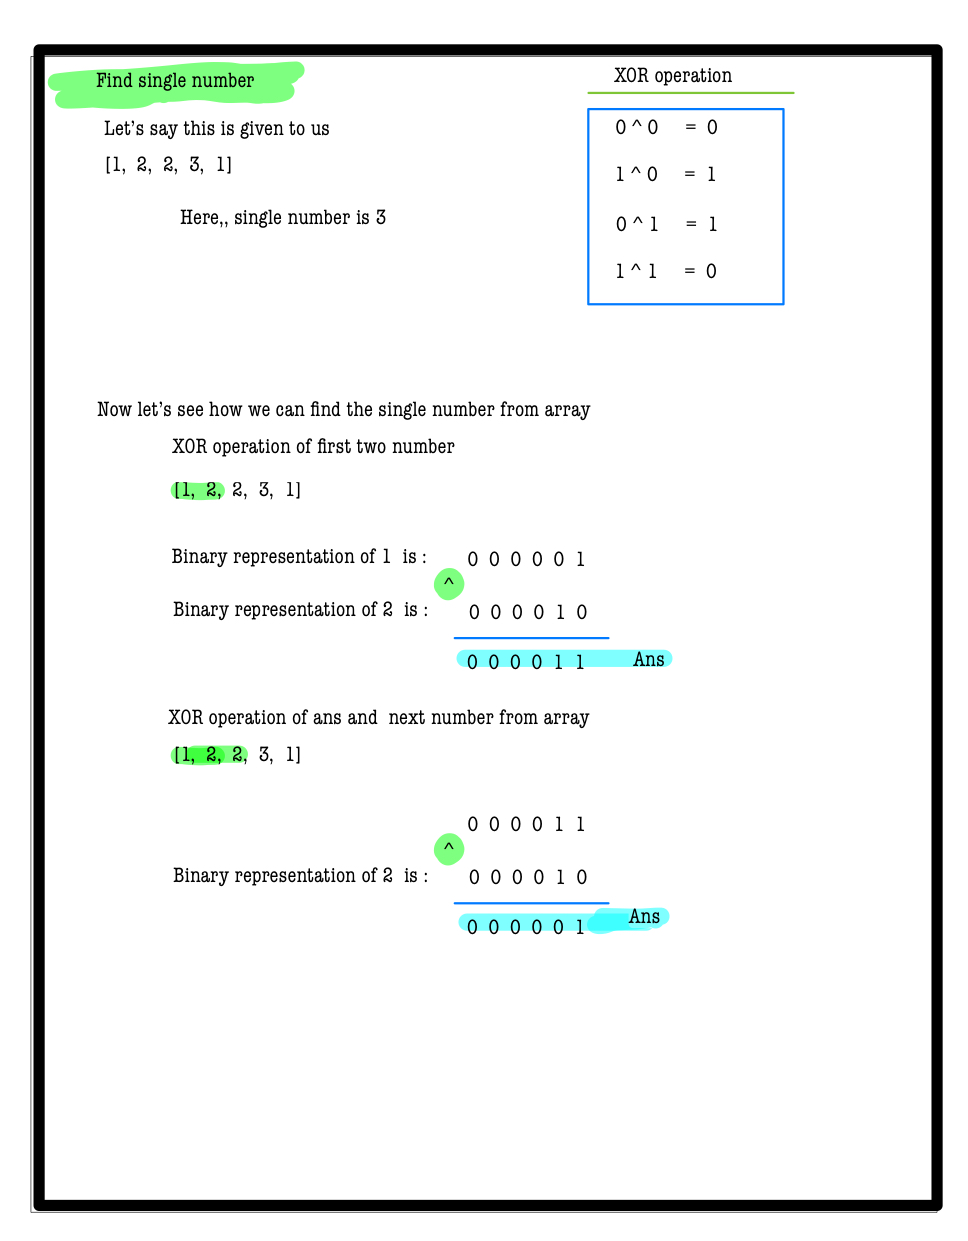 Find single number
Let's say this is given to us
[1, 2, 2, 3, 1]
Here,, single number is 3
XOR operation
0 ^ 0 = 0
1 ^ 0 = 1
0 ^ 1 = 1
1 ^ 1 = 0
Now let's see how we can find the single number from array
XOR operation of first two number
[1, 2, 2, 3, 1]
Binary representation of 1 is : 0 0 0 0 0 1
^
Binary representation of 2 is : 0 0 0 0 1 0
0 0 0 0 1 1 Ans
XOR operation of ans and next number from array
[1, 2, 2, 3, 1]
0 0 0 0 1 1
^
Binary representation of 2 is : 0 0 0 0 1 0
0 0 0 0 0 1 Ans